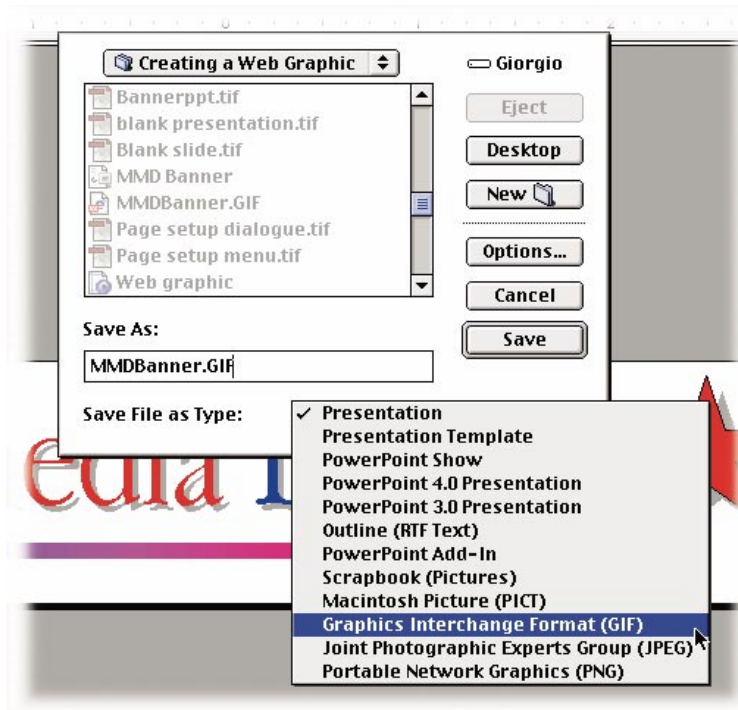 0 2
Creating a Web Graphic
Giorgio
Bannerppt.tif
blank presentation.tif
Blank slide.tif
MMD Banner
MMDBanner.GIF
Page setup dialogue.tif
Page setup menu.tif
Web graphic
Eject
Desktop
New
Options...
Cancel
Save
Save As:
MMDBanner.GIF
Save File as Type:
✓ Presentation
Presentation Template
PowerPoint Show
PowerPoint 4.0 Presentation
PowerPoint 3.0 Presentation
Outline (RTF Text)
PowerPoint Add-In
Scrapbook (Pictures)
Macintosh Picture (PICT)
Graphics Interchange Format (GIF)
Joint Photographic Experts Group (JPEG)
Portable Network Graphics (PNG)
edia